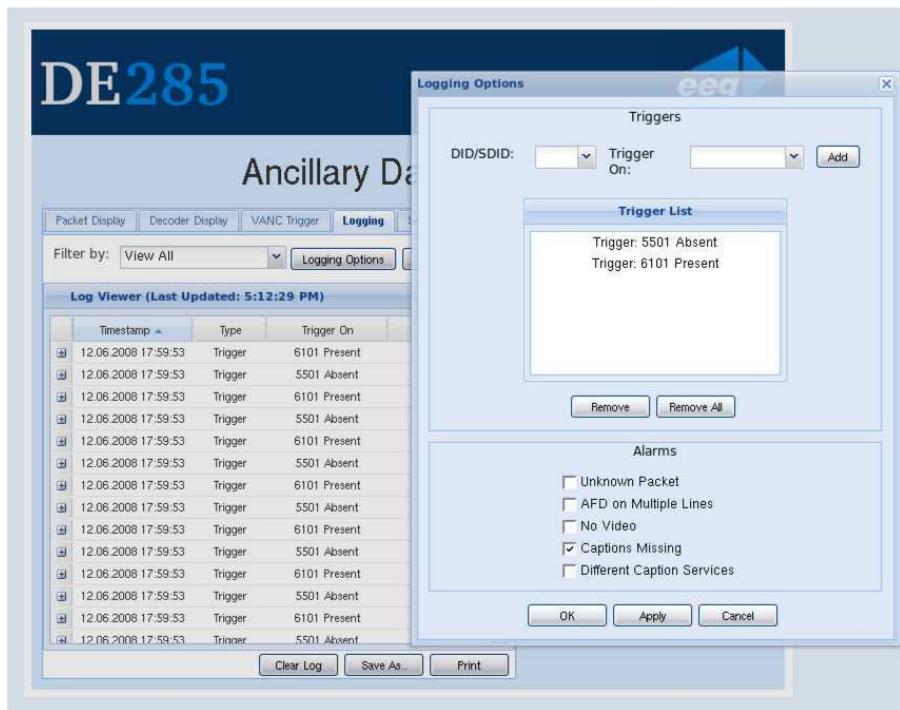 DE285
eeg
Ancillary Da
Packet Display
Decoder Display
VANC Trigger
Logging
Filter by:
View All
Logging Options
Log Viewer (Last Updated: 5:12:29 PM)
Timestamp Type Trigger On
12.06.2008 17:59:53 Trigger 6101 Present
12.06.2008 17:59:53 Trigger 5501 Absent
12.06.2008 17:59:53 Trigger 6101 Present
12.06.2008 17:59:53 Trigger 5501 Absent
12.06.2008 17:59:53 Trigger 6101 Present
12.06.2008 17:59:53 Trigger 5501 Absent
12.06.2008 17:59:53 Trigger 6101 Present
12.06.2008 17:59:53 Trigger 5501 Absent
12.06.2008 17:59:53 Trigger 6101 Present
12.06.2008 17:59:53 Trigger 5501 Absent
12.06.2008 17:59:53 Trigger 6101 Present
12.06.2008 17:59:53 Trigger 5501 Absent
12.06.2008 17:59:53 Trigger 6101 Present
12.06.2008 17:59:53 Trigger 5501 Absent
Clear Log
Save As..
Print
Logging Options
Triggers
DID/SDID:
Trigger
On:
Add
Trigger List
Trigger: 5501 Absent
Trigger: 6101 Present
Remove
Remove All
Alarms
Unknown Packet
AFD on Multiple Lines
No Video
Captions Missing
Different Caption Services
OK
Apply
Cancel